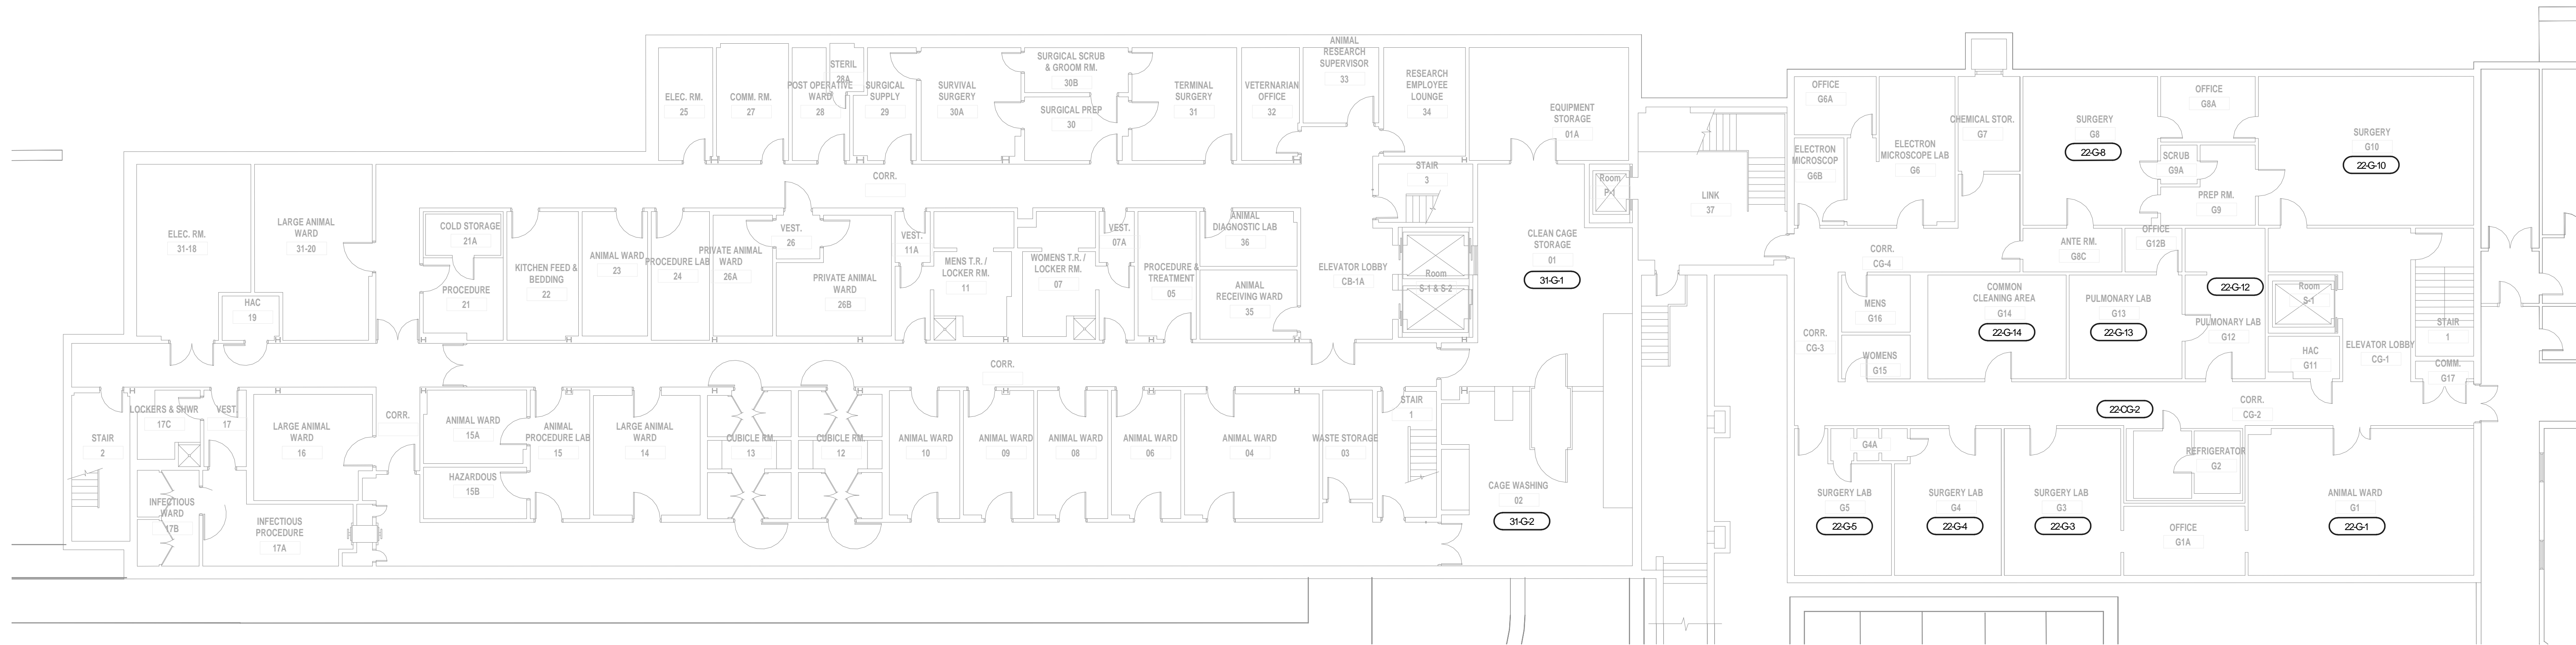 ELEC. RM.
25
COMM. RM.
27
POST OPERATIVE
WARD
28
STERIL
28A
SURGICAL
SUPPLY
29
SURVIVAL
SURGERY
30A
SURGICAL SCRUB
& GROOM RM.
30B
SURGICAL PREP
30
TERMINAL
SURGERY
31
VETERNARIAN
OFFICE
32
ANIMAL
RESEARCH
SUPERVISOR
33
RESEARCH
EMPLOYEE
LOUNGE
34
EQUIPMENT
STORAGE
01A
CORR.
STAIR
3
Room
P-1
LINK
37
ELEC. RM.
31-18
LARGE ANIMAL
WARD
31-20
HAC
19
COLD STORAGE
21A
PROCEDURE
21
KITCHEN FEED &
BEDDING
22
ANIMAL WARD
23
PROCEDURE LAB
24
PRIVATE ANIMAL
WARD
26A
VEST.
26
PRIVATE ANIMAL
WARD
26B
VEST.
11A
MENS T.R. /
LOCKER RM.
11
WOMENS T.R. /
LOCKER RM.
07
VEST.
07A
PROCEDURE &
TREATMENT
05
ANIMAL
DIAGNOSTIC LAB
36
ANIMAL
RECEIVING WARD
35
ELEVATOR LOBBY
CB-1A
Room
S-1 & S-2
CLEAN CAGE
STORAGE
01
31-G-1
CORR.
STAIR
2
LOCKERS & SHWR
17C
VEST.
17
INFECTIOUS
WARD
17B
INFECTIOUS
PROCEDURE
17A
LARGE ANIMAL
WARD
16
CORR.
ANIMAL WARD
15A
HAZARDOUS
15B
ANIMAL
PROCEDURE LAB
15
LARGE ANIMAL
WARD
14
CUBICLE RM.
13
CUBICLE RM.
12
ANIMAL WARD
10
ANIMAL WARD
09
ANIMAL WARD
08
ANIMAL WARD
06
ANIMAL WARD
04
WASTE STORAGE
03
STAIR
1
CAGE WASHING
02
31-G-2
OFFICE
G6A
ELECTRON
MICROSCOP
G6B
ELECTRON
MICROSCOPE LAB
G6
CHEMICAL STOR.
G7
SURGERY
G8
22-G-8
OFFICE
G8A
SCRUB
G9A
PREP RM.
G9
SURGERY
G10
22-G-10
CORR.
CG-4
ANTE RM.
G8C
OFFICE
G12B
22-G-12
PULMONARY LAB
G12
CORR.
CG-3
MENS
G16
WOMENS
G15
COMMON
CLEANING AREA
G14
22-G-14
PULMONARY LAB
G13
22-G-13
Room
S-1
HAC
G11
ELEVATOR LOBBY
CG-1
STAIR
1
COMM.
G17
22-CG-2
CORR.
CG-2
G4A
SURGERY LAB
G5
22-G-5
SURGERY LAB
G4
22-G-4
SURGERY LAB
G3
22-G-3
REFRIGERATOR
G2
OFFICE
G1A
ANIMAL WARD
G1
22-G-1